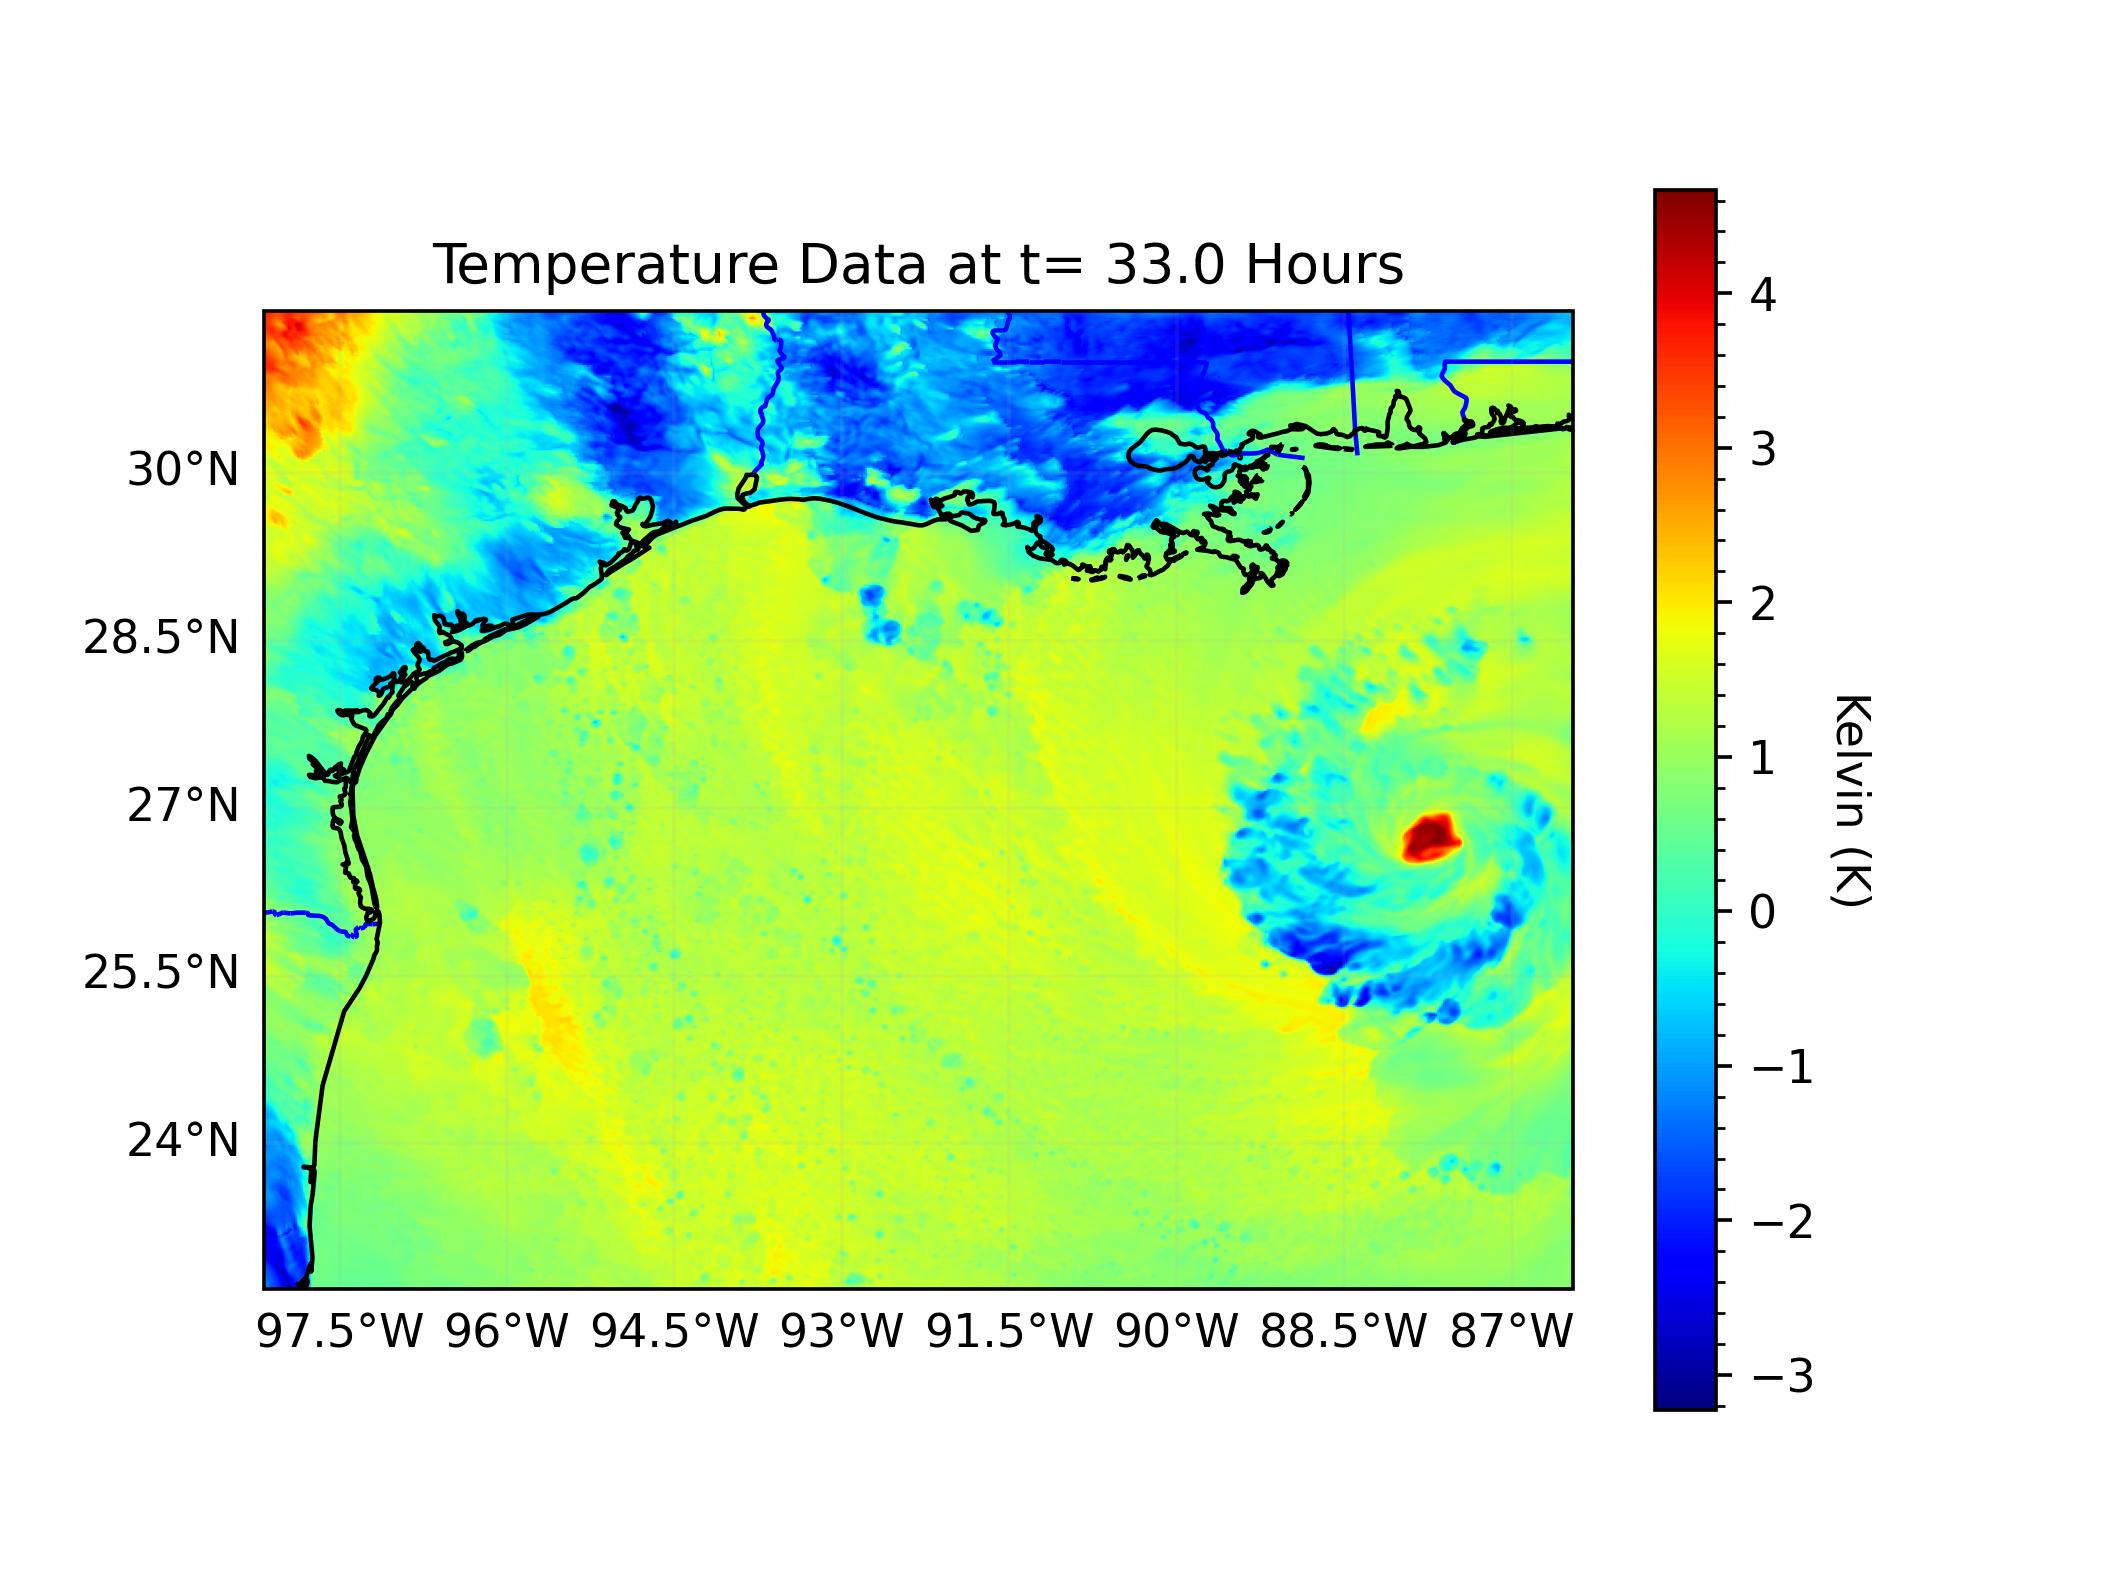 Temperature Data at t= 33.0 Hours
30°N
28.5°N
27°N
25.5°N
24°N
97.5°W 96°W 94.5°W 93°W 91.5°W 90°W 88.5°W 87°W
4
3
2
1
0
−1
−2
−3
Kelvin (K)